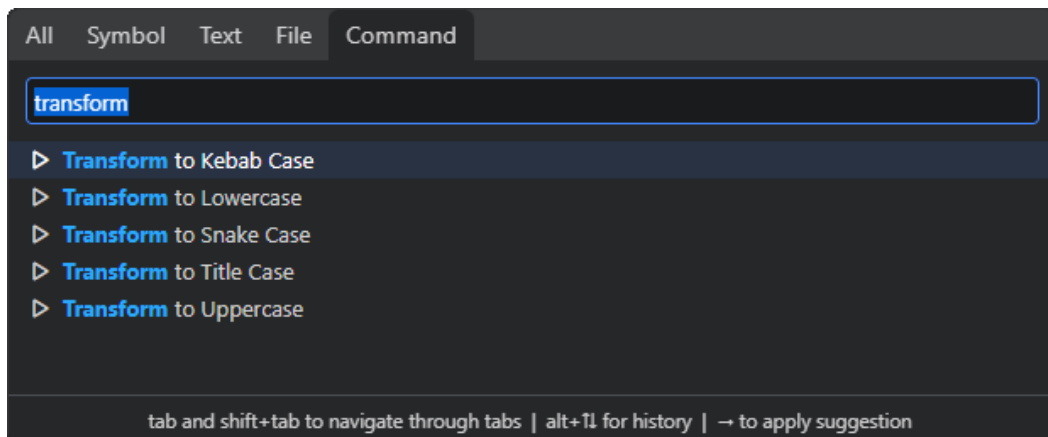 All Symbol Text File Command
transform
Transform to Kebab Case
Transform to Lowercase
Transform to Snake Case
Transform to Title Case
Transform to Uppercase
tab and shift+tab to navigate through tabs | alt+⇅ for history | → to apply suggestion